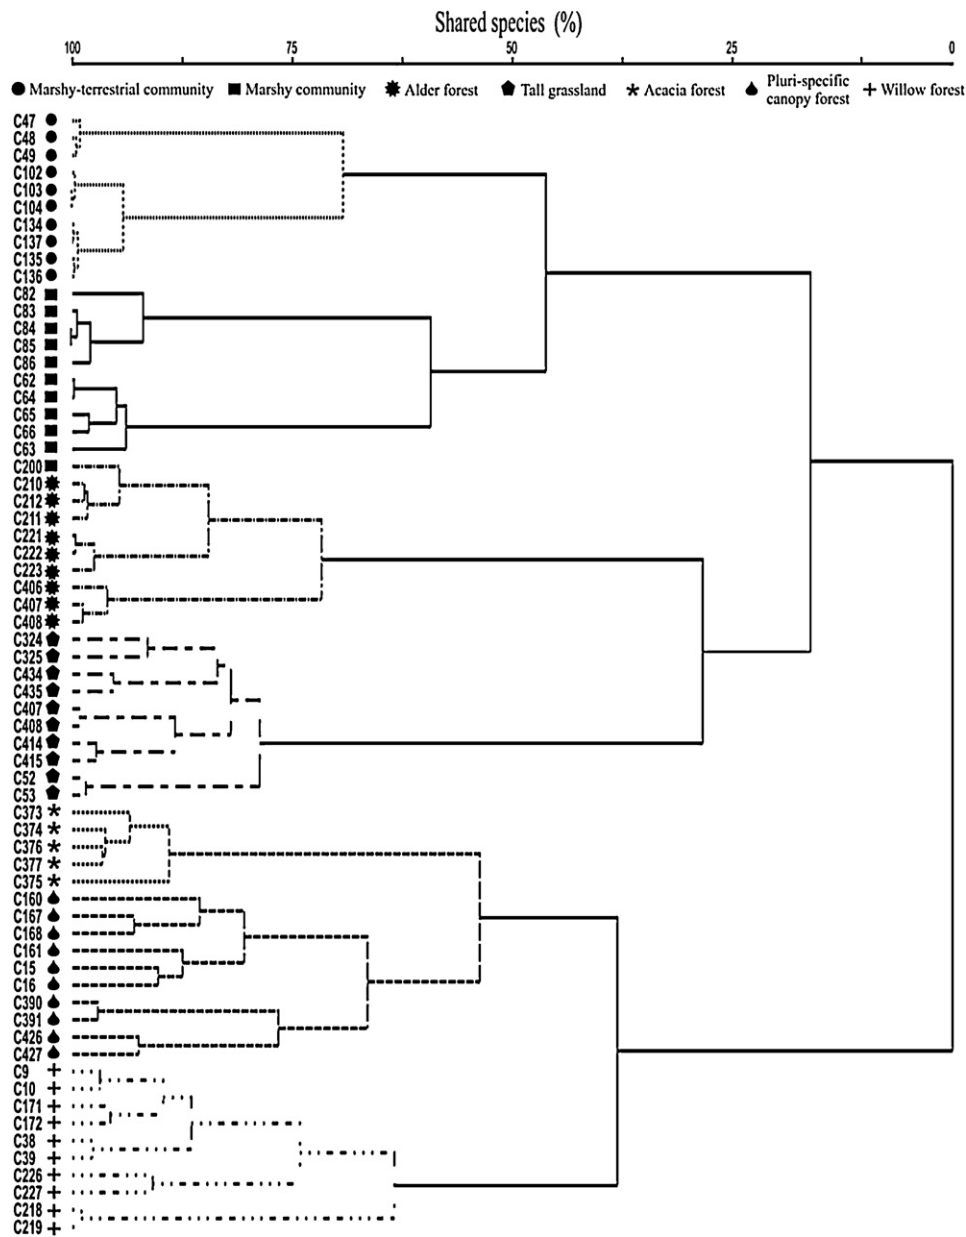 Shared species (%)
100 75 50 25 0
Marshy-terrestrial community Marshy community Alder forest Tall grassland Acacia forest Pluri-specific canopy forest Willow forest
C47
C48
C49
C102
C103
C104
C134
C137
C135
C136
C82
C83
C84
C85
C86
C62
C64
C65
C66
C63
C200
C210
C212
C211
C221
C222
C223
C406
C407
C408
C324
C325
C434
C435
C407
C408
C414
C415
C52
C53
C373
C374
C376
C377
C375
C160
C167
C168
C161
C15
C16
C390
C391
C426
C427
C9
C10
C171
C172
C38
C39
C226
C227
C218
C219